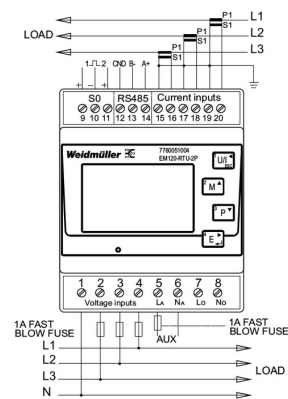 P1 L1
S1
LOAD P1 L2
S1
P1 L3
S1
1 2 GND B- A+
+ - +
S0 RS485 Current inputs
9 10 11 12 13 14 15 16 17 18 19 20
Weidmüller
7760051004
EM120-RTU-2P
U/I
ESC
M
P
E
1 2 3 4 5 6 7 8
Voltage inputs LA NA Lo No
1A FAST
BLOW FUSE
1A FAST
BLOW FUSE
AUX
L1
L2
L3
N
LOAD